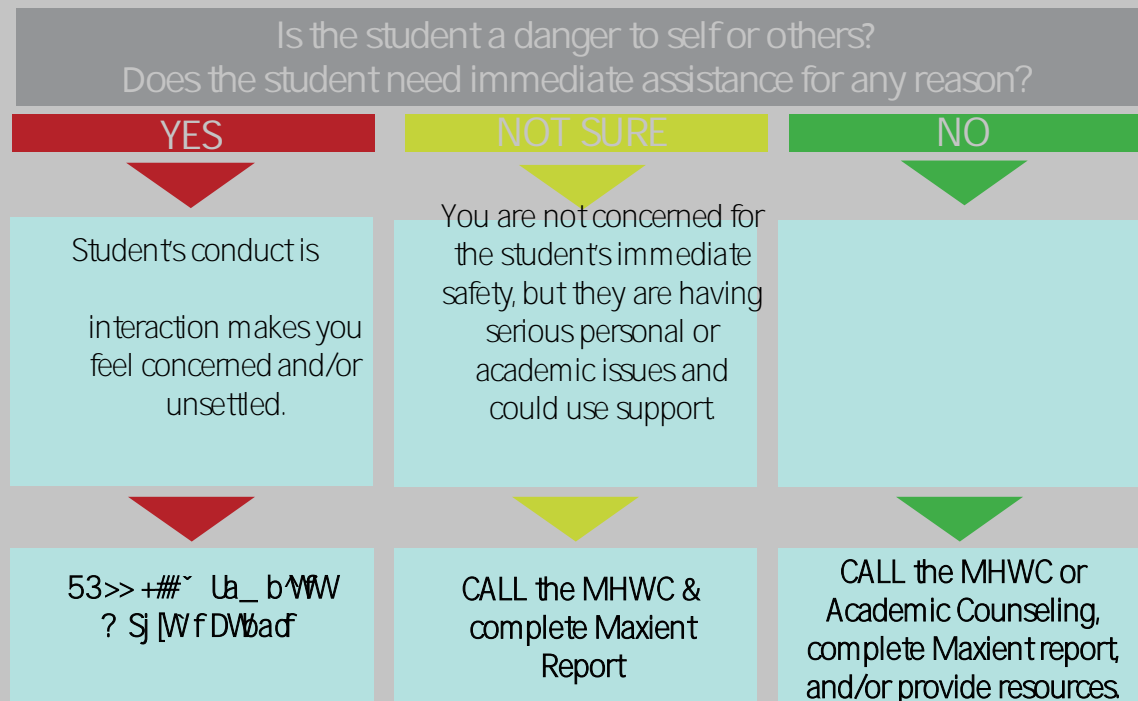 Is the student a danger to self or others?
Does the student need immediate assistance for any reason?
YES
NOT SURE
NO
Student's conduct is
interaction makes you
feel concerned and/or
unsettled.
You are not concerned for
the student's immediate
safety, but they are having
serious personal or
academic issues and
could use support.
CALL the MHWC &
complete Maxient
Report
CALL the MHWC or
Academic Counseling,
complete Maxient report,
and/or provide resources.